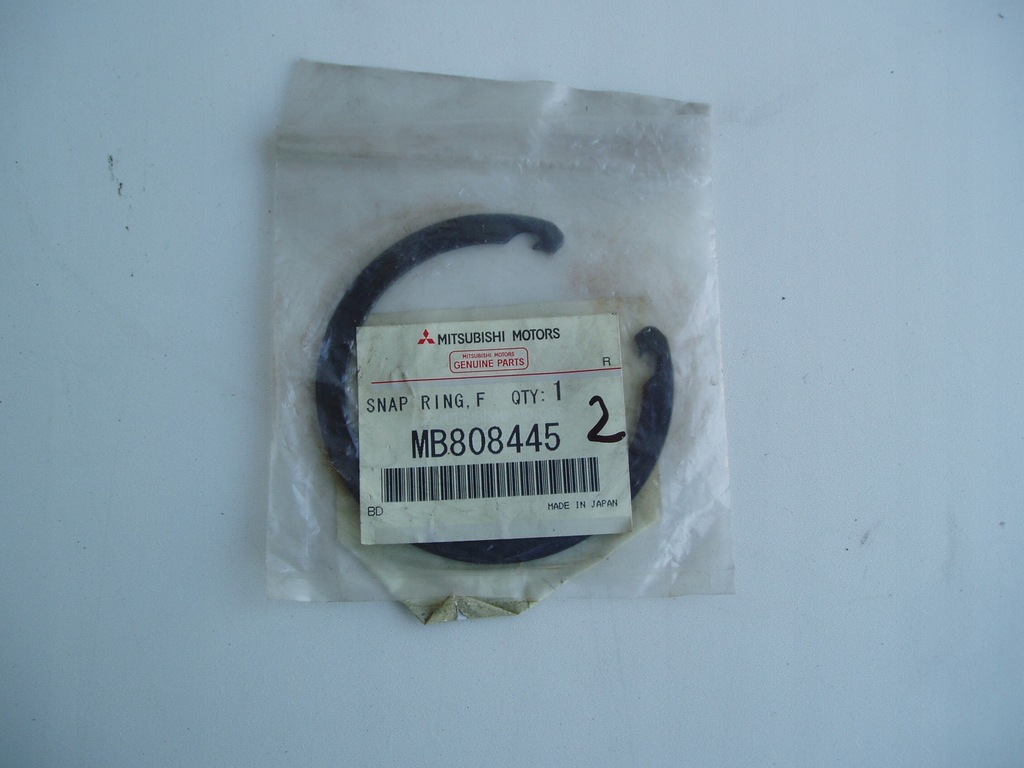 MITSUBISHI MOTORS
MITSUBISHI MOTORS
GENUINE PARTS
R
SNAP RING, F QTY: 1
2
MB808445
BD MADE IN JAPAN